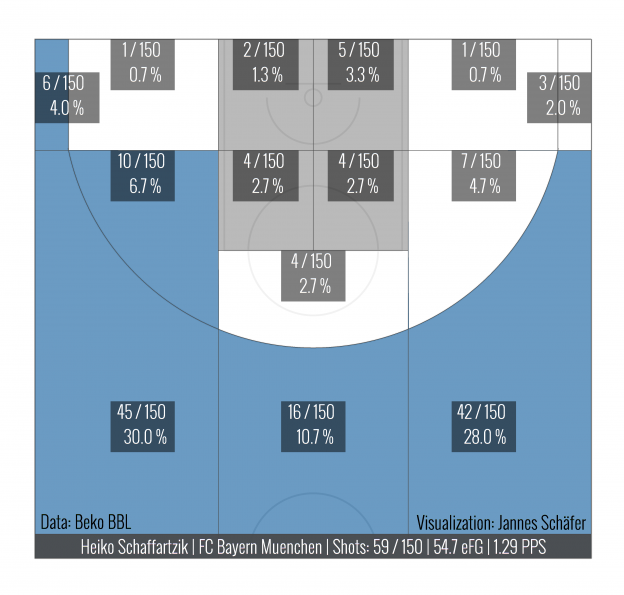 1 / 150
0.7 %
2 / 150
1.3 %
5 / 150
3.3 %
1 / 150
0.7 %
6 / 150
4.0 %
3 / 150
2.0 %
10 / 150
6.7 %
4 / 150
2.7 %
4 / 150
2.7 %
7 / 150
4.7 %
4 / 150
2.7 %
45 / 150
30.0 %
16 / 150
10.7 %
42 / 150
28.0 %
Data: Beko BBL
Visualization: Jannes Schäfer
Heiko Schaffartzik | FC Bayern Muenchen | Shots: 59 / 150 | 54.7 eFG | 1.29 PPS